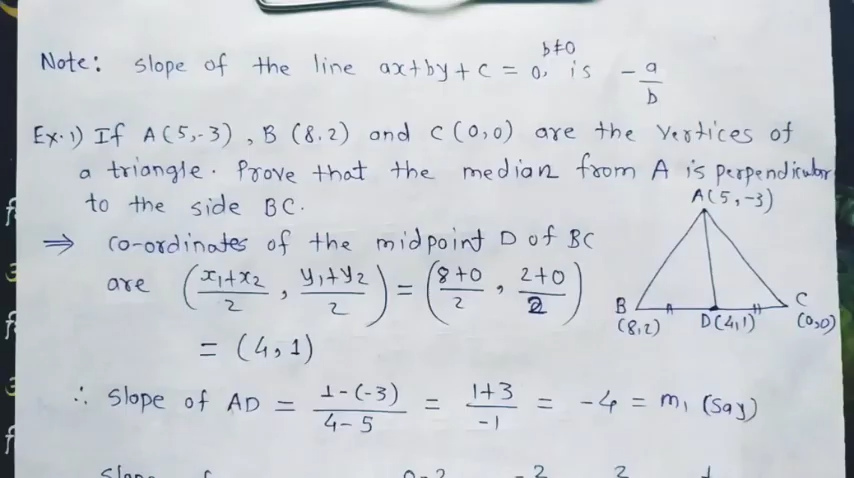 Note: slope of the line ax+by+c = 0, b≠0 is -a/b
Ex.1) If A(5,-3), B (8.2) and C(0,0) are the vertices of
a triangle. Prove that the median from A is perpendicular
to the side BC.
A(5,-3)
⇒ co-ordinates of the midpoint D of BC
are (x₁+x₂/2, y₁+y₂/2) = (8+0/2, 2+0/2)
B
C
(8,2)
D(4,1)
(0,0)
= (4,1)
∴ slope of AD = 1-(-3)/4-5 = 1+3/-1 = -4 = m₁ (say)